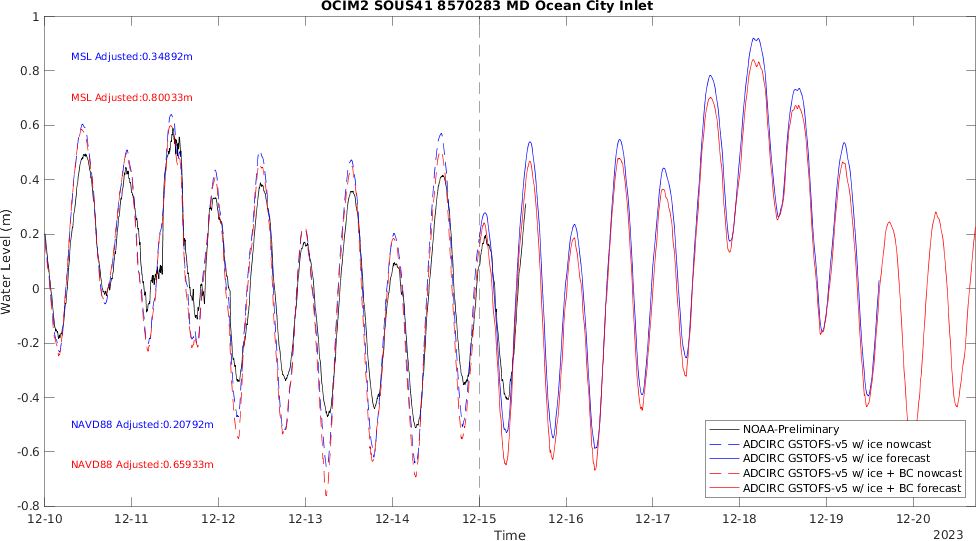 OCIM2 SOUS41 8570283 MD Ocean City Inlet
1
0.8
0.6
0.4
0.2
0
-0.2
-0.4
-0.6
-0.8
Water Level (m)
MSL Adjusted:0.34892m
MSL Adjusted:0.80033m
NAVD88 Adjusted:0.20792m
NAVD88 Adjusted:0.65933m
NOAA-Preliminary
ADCIRC GSTOFS-v5 w/ ice nowcast
ADCIRC GSTOFS-v5 w/ ice forecast
ADCIRC GSTOFS-v5 w/ ice + BC nowcast
ADCIRC GSTOFS-v5 w/ ice + BC forecast
12-10 12-11 12-12 12-13 12-14 12-15 12-16 12-17 12-18 12-19 12-20
Time
2023